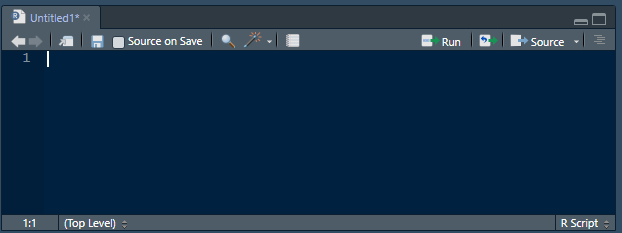 Untitled1*
Source on Save Run Source
1
1:1 (Top Level) R Script